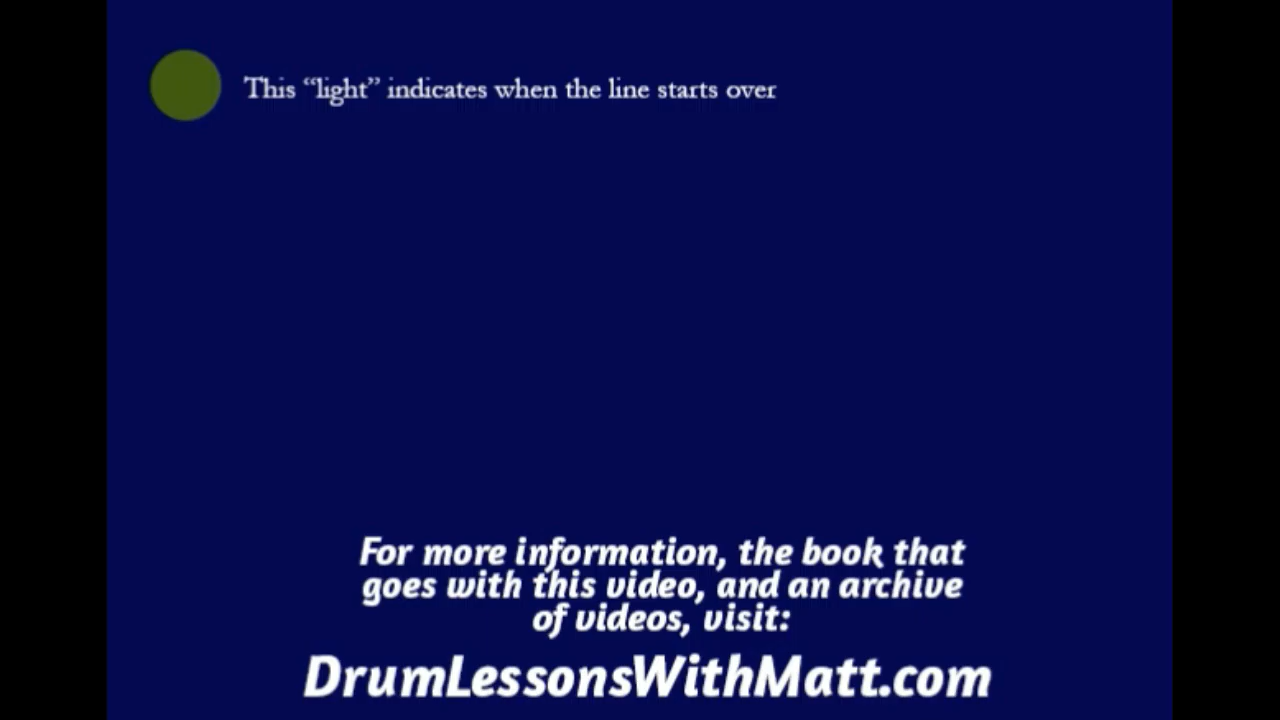 This “light” indicates when the line starts over
For more information, the book that
goes with this video, and an archive
of videos, visit:
DrumLessonsWithMatt.com